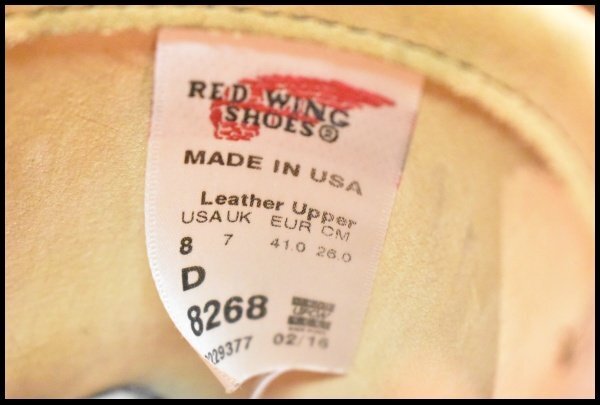 RED WING
SHOES®
MADE IN USA
Leather Upper
USA UK EUR CM
8 7 41.0 26.0
D
8268
02/16